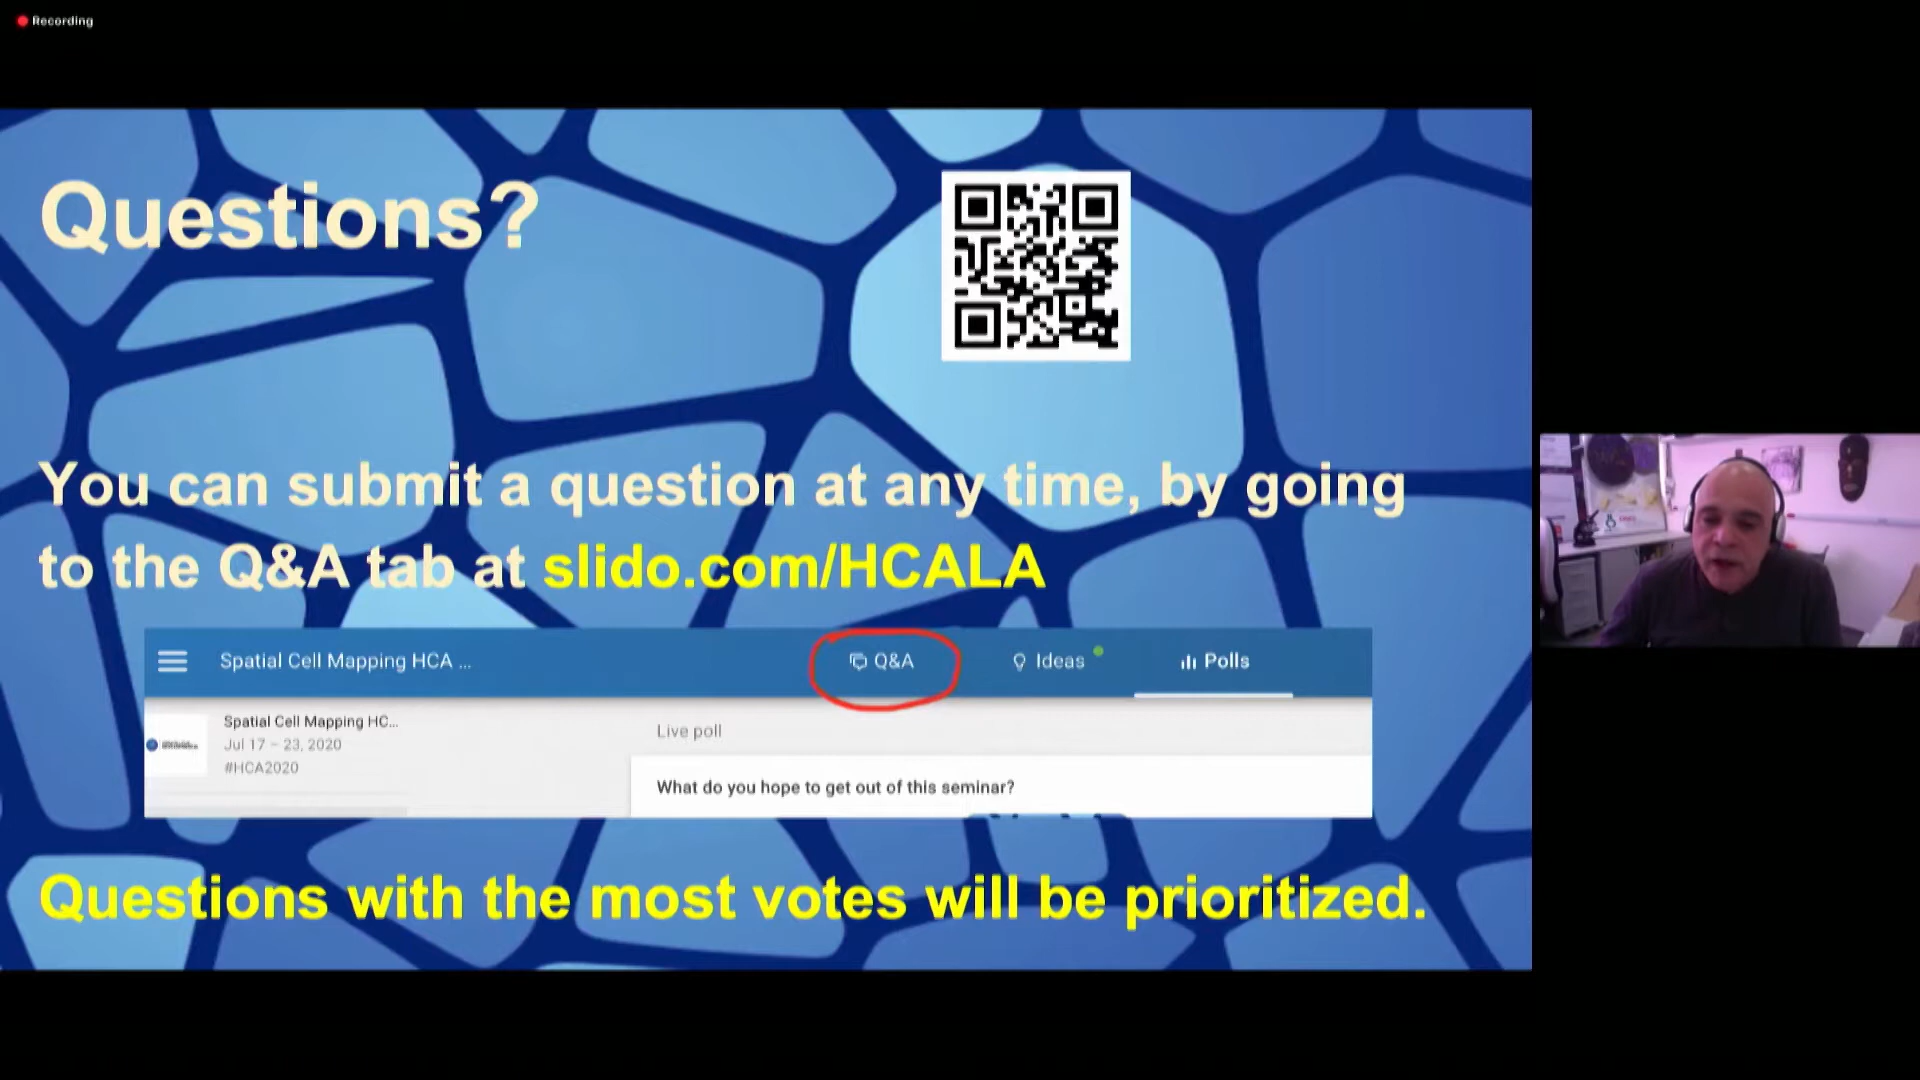 Recording
Questions?
You can submit a question at any time, by going
to the Q&A tab at slido.com/HCALA
Spatial Cell Mapping HCA ...
Q&A
Ideas
Polls
Spatial Cell Mapping HC...
Jul 17 – 23, 2020
#HCA2020
Live poll
What do you hope to get out of this seminar?
Questions with the most votes will be prioritized.